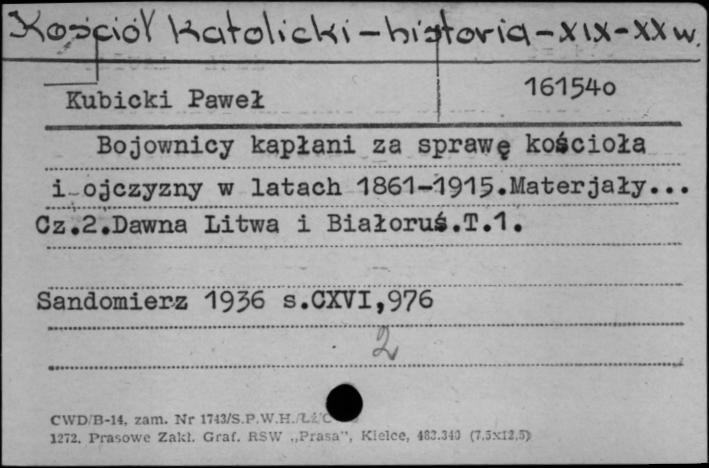 Kościół Katolicki – historia – XIX–XX w.
Kubicki Paweł
161540
Bojownicy kapłani za sprawę kościoła
i ojczyzny w latach 1861–1915.Materjały...
Cz.2.Dawna Litwa i Białoruś.T.1.
Sandomierz 1936 s.CXVI,976
2
CWD/B-14, zam. Nr 1743/S.P.W.H.
1272. Prasowe Zakł. Graf. RSW „Prasa”, Kielce, 483.340 (7,5x12,5)